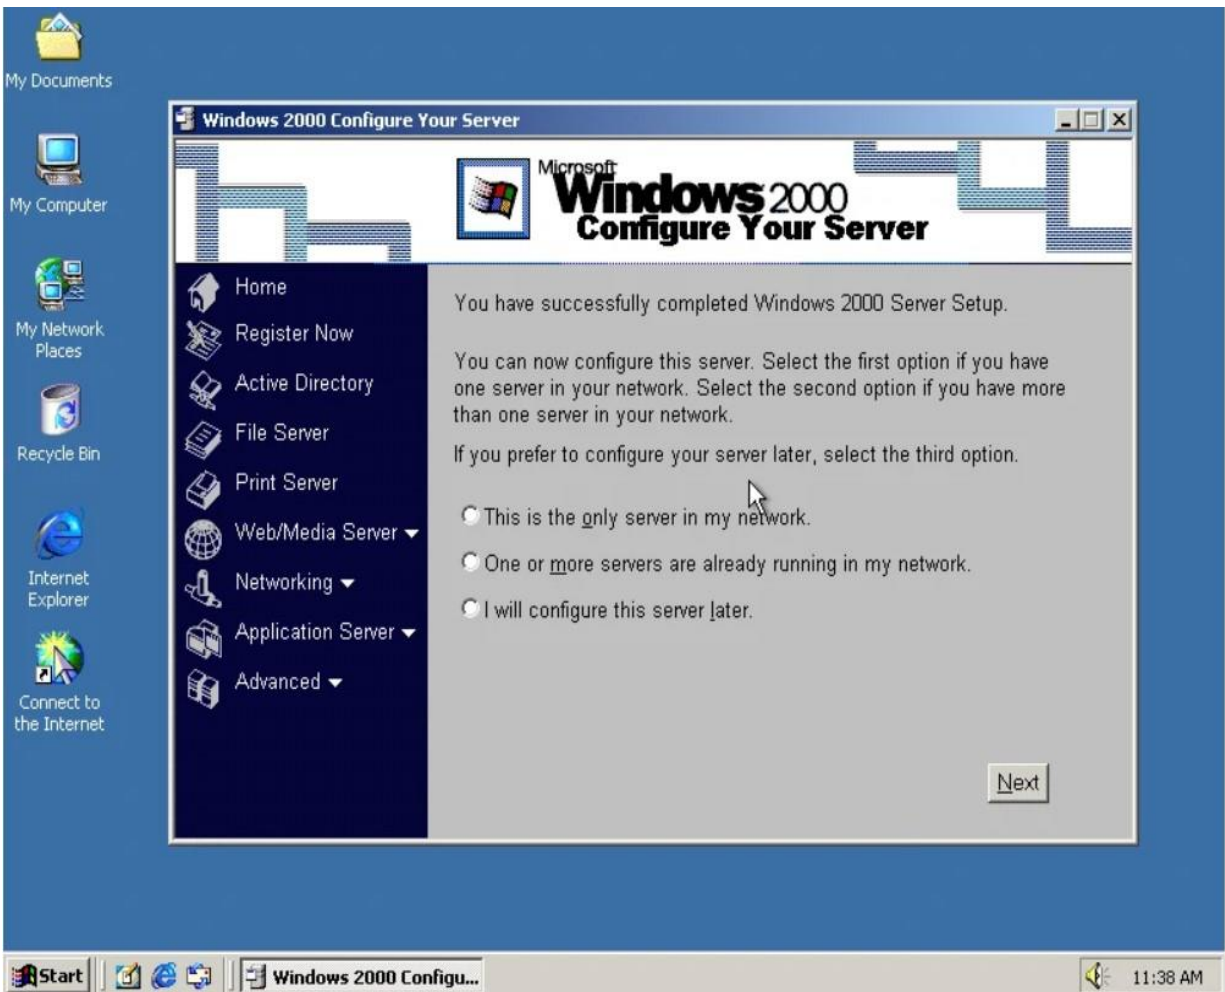 My Documents
My Computer
My Network
Places
Recycle Bin
Internet
Explorer
Connect to
the Internet
Windows 2000 Configure Your Server
Microsoft
Windows 2000
Configure Your Server
Home
Register Now
Active Directory
File Server
Print Server
Web/Media Server
Networking
Application Server
Advanced
You have successfully completed Windows 2000 Server Setup.
You can now configure this server. Select the first option if you have
one server in your network. Select the second option if you have more
than one server in your network.
If you prefer to configure your server later, select the third option.
This is the only server in my network.
One or more servers are already running in my network.
I will configure this server later.
Next
Start
Windows 2000 Configu...
11:38 AM